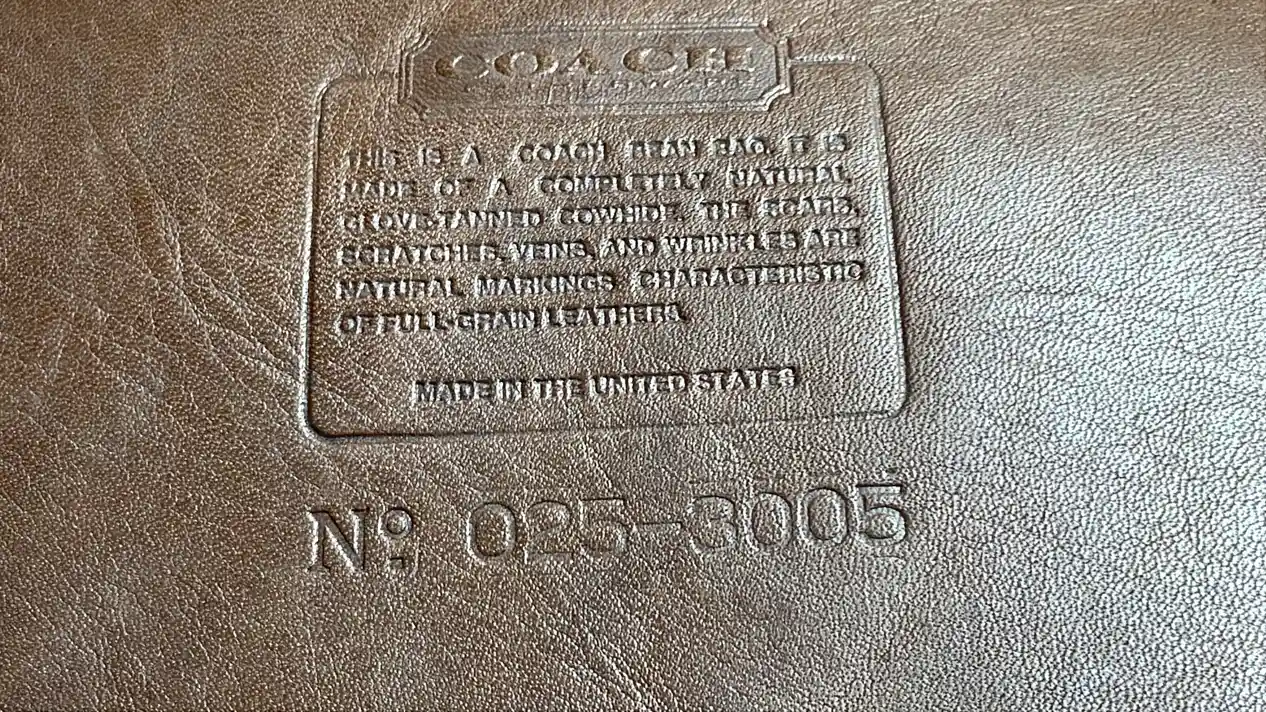 COACH
THIS IS A COACH BEAN BAG. IT IS
MADE OF A COMPLETELY NATURAL
GLOVE-TANNED COWHIDE. THE SCARS,
SCRATCHES, VEINS, AND WRINKLES ARE
NATURAL MARKINGS CHARACTERISTIC
OF FULL-GRAIN LEATHERS.
MADE IN THE UNITED STATES
Nº. 025-3005